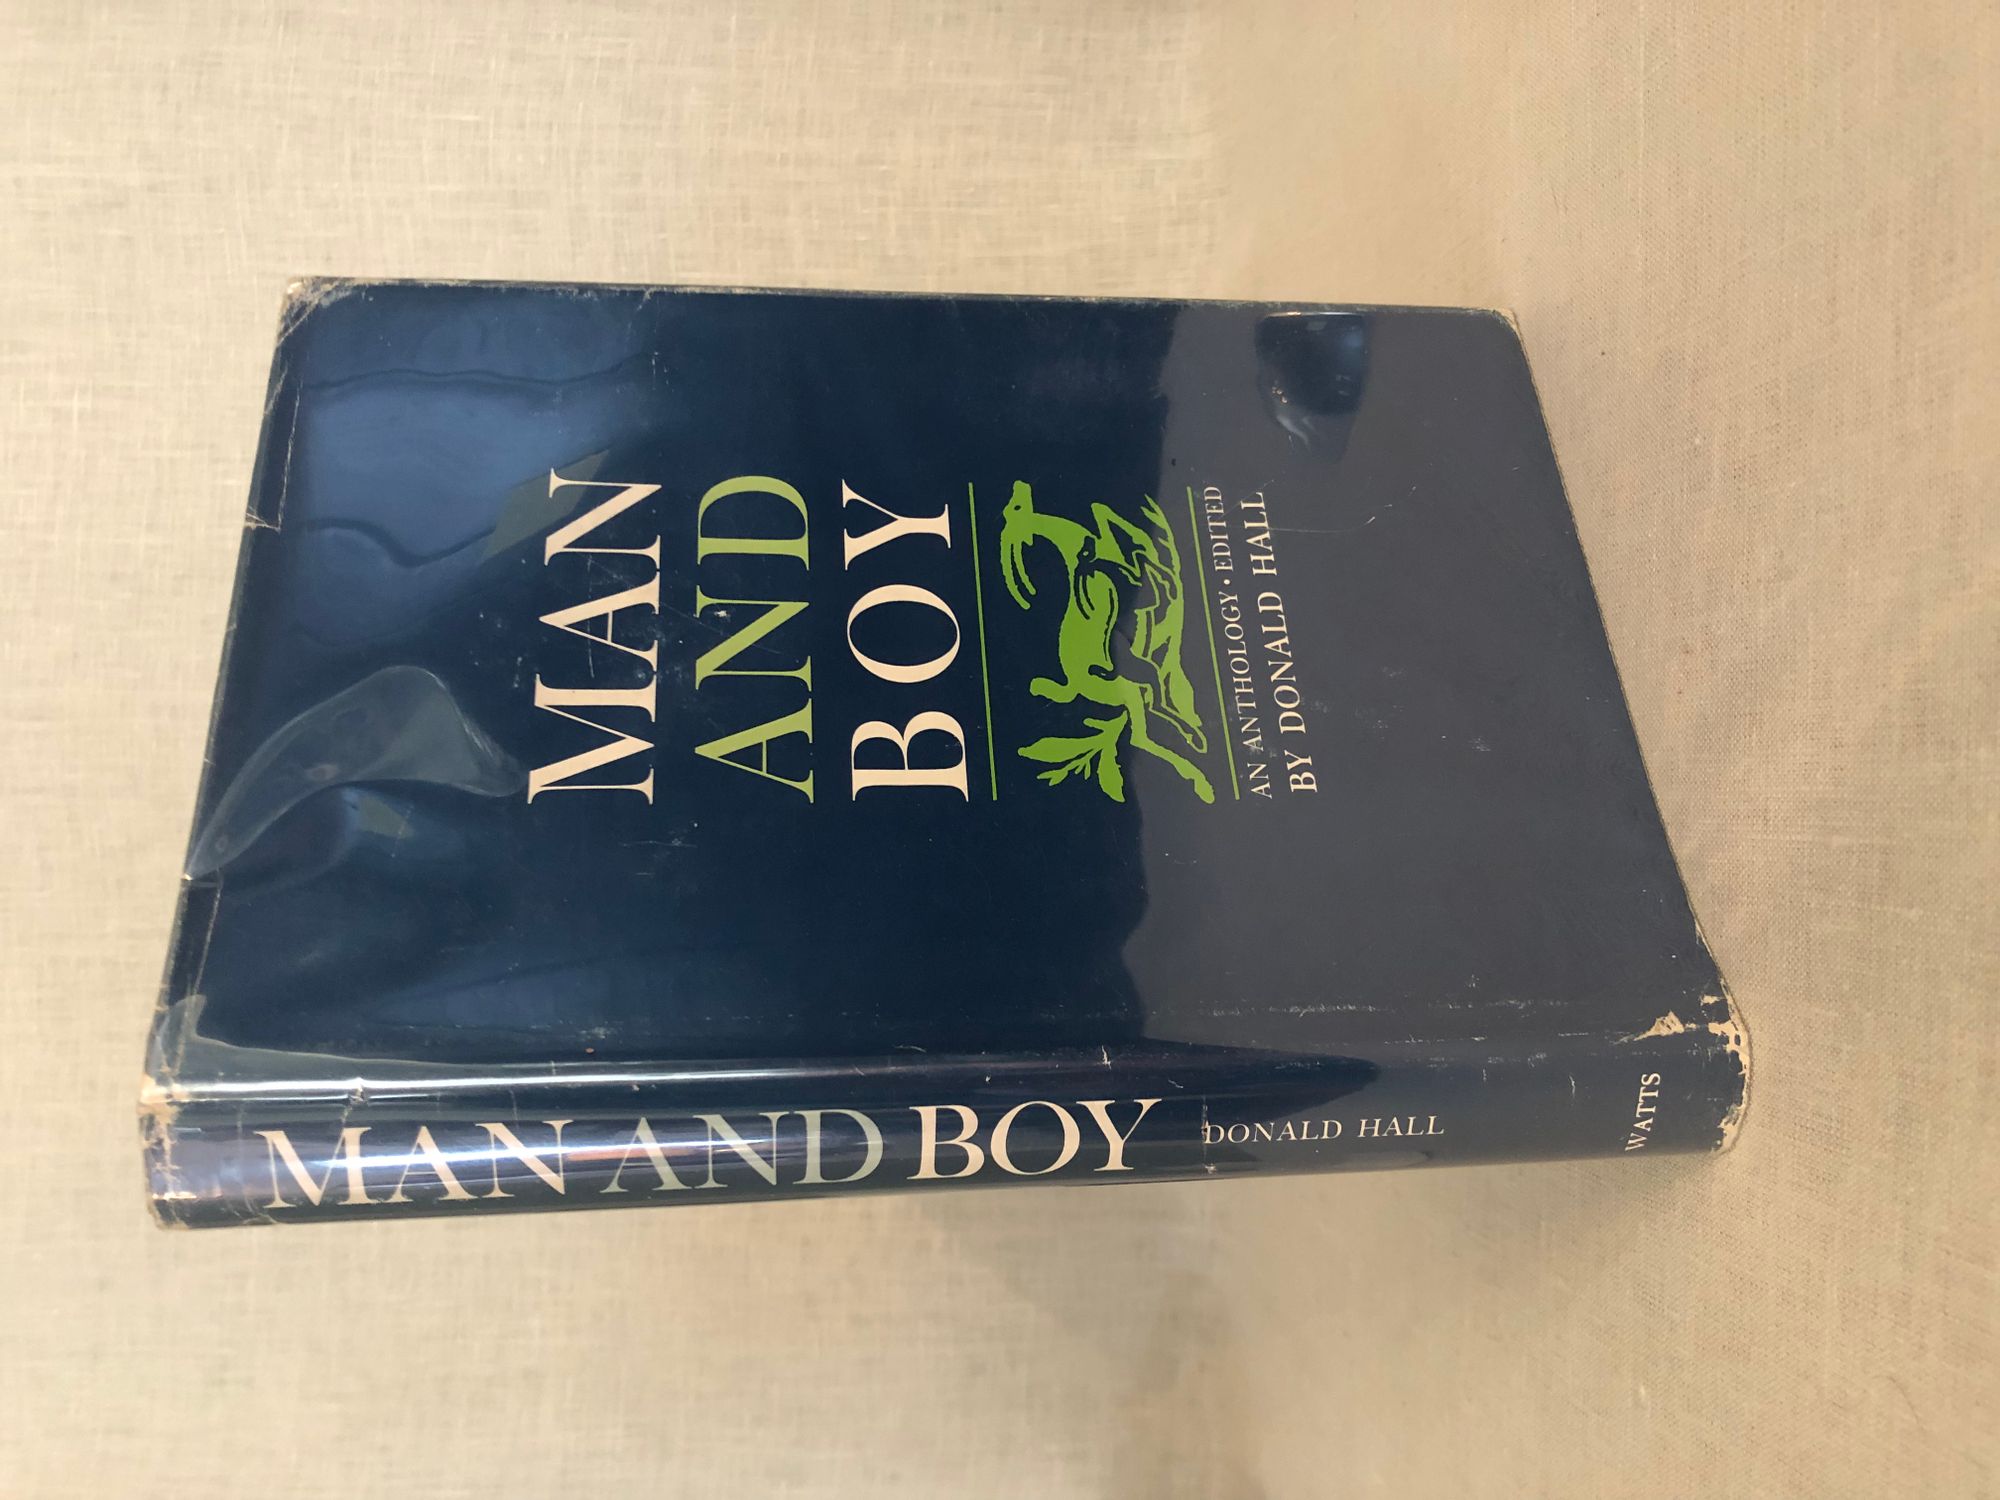 MAN
AND
BOY
AN ANTHOLOGY • EDITED
BY DONALD HALL
MAN AND BOY DONALD HALL WATTS